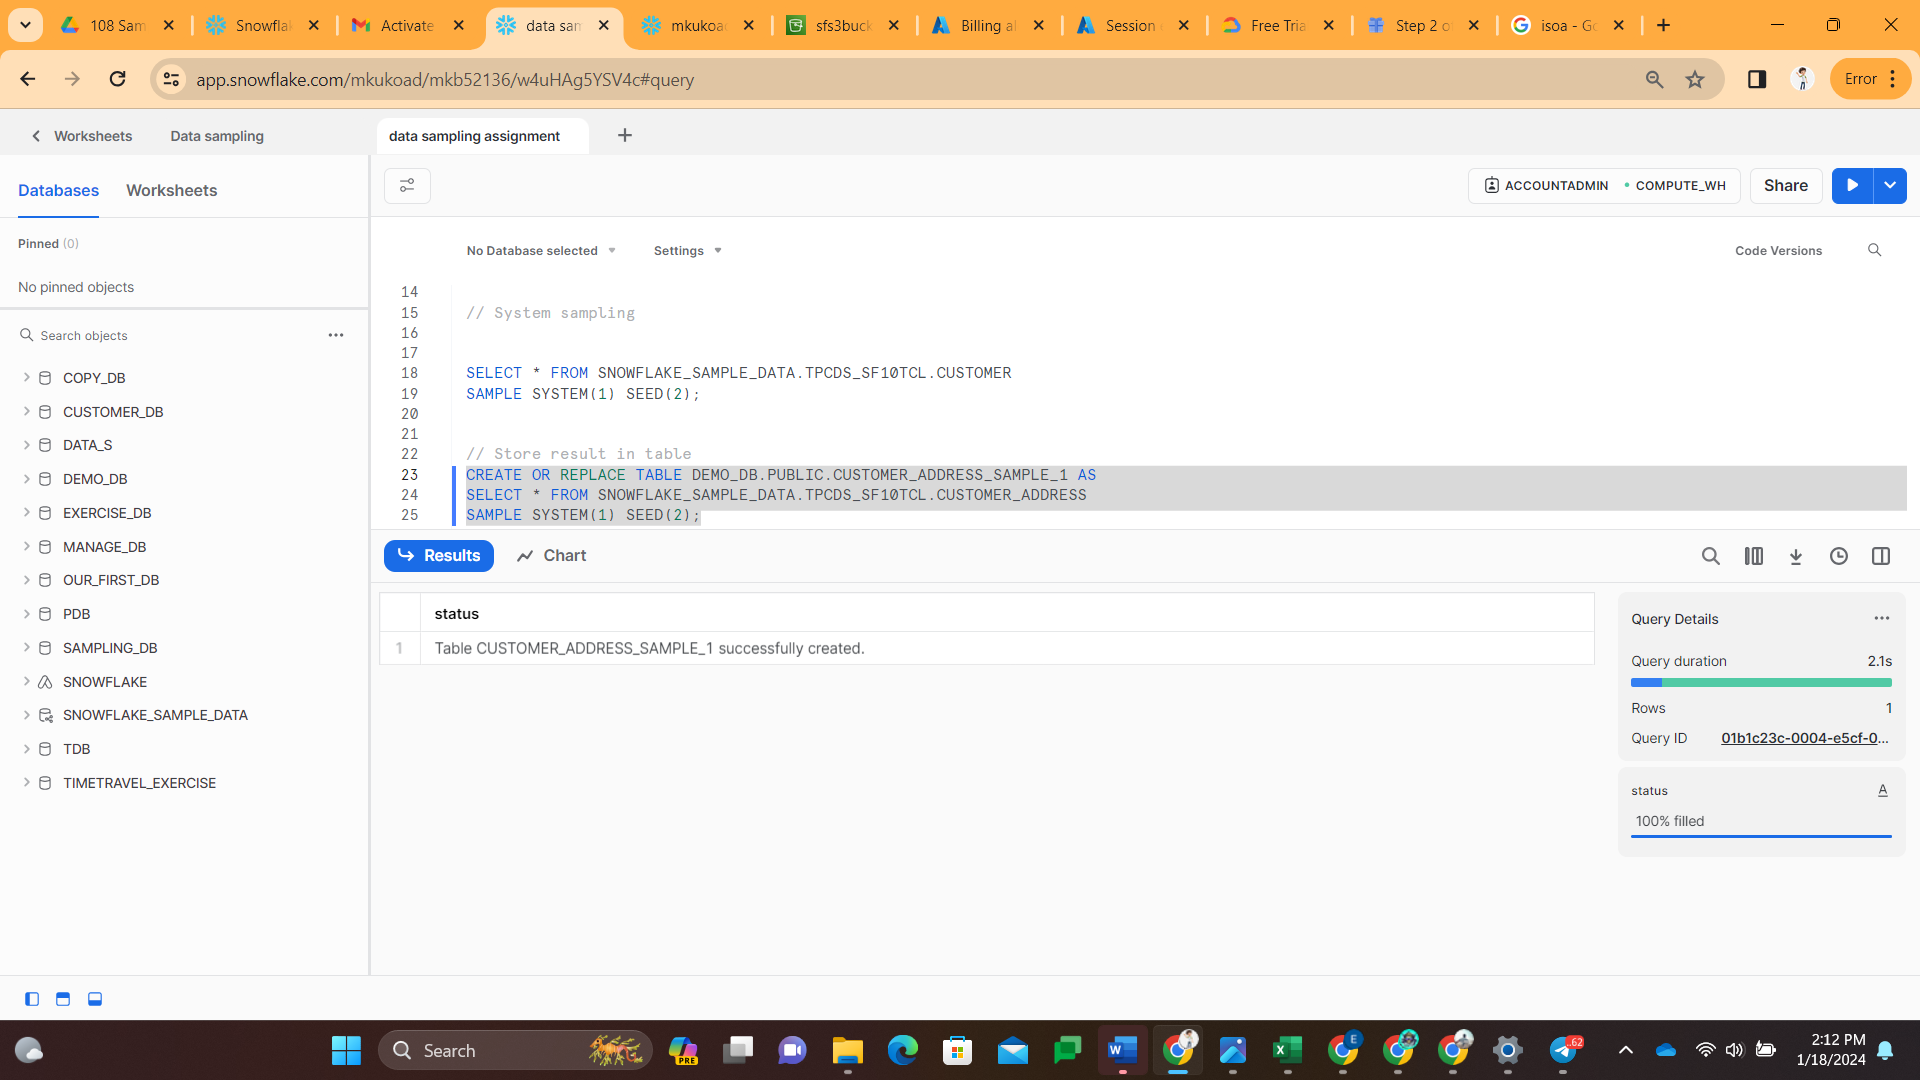 108 Sam
Snowflak
Activate
data sam
mkukoad
sfs3buck
Billing al
Session
Free Tria
Step 2 o
isoa - Go
app.snowflake.com/mkukoad/mkb52136/w4uHAg5YSV4c#query
Error
Worksheets
Data sampling
data sampling assignment
Databases
Worksheets
ACCOUNTADMIN
COMPUTE_WH
Share
Pinned (0)
No pinned objects
No Database selected
Settings
Code Versions
Search objects
COPY_DB
CUSTOMER_DB
DATA_S
DEMO_DB
EXERCISE_DB
MANAGE_DB
OUR_FIRST_DB
PDB
SAMPLING_DB
SNOWFLAKE
SNOWFLAKE_SAMPLE_DATA
TDB
TIMETRAVEL_EXERCISE
14
15 // System sampling
16
17
18 SELECT * FROM SNOWFLAKE_SAMPLE_DATA.TPCDS_SF10TCL.CUSTOMER
19 SAMPLE SYSTEM(1) SEED(2);
20
21
22 // Store result in table
23 CREATE OR REPLACE TABLE DEMO_DB.PUBLIC.CUSTOMER_ADDRESS_SAMPLE_1 AS
24 SELECT * FROM SNOWFLAKE_SAMPLE_DATA.TPCDS_SF10TCL.CUSTOMER_ADDRESS
25 SAMPLE SYSTEM(1) SEED(2);
Results
Chart
status
1 Table CUSTOMER_ADDRESS_SAMPLE_1 successfully created.
Query Details
Query duration 2.1s
Rows 1
Query ID 01b1c23c-0004-e5cf-0...
status A
100% filled
Search
PRE
E
.62
2:12 PM
1/18/2024